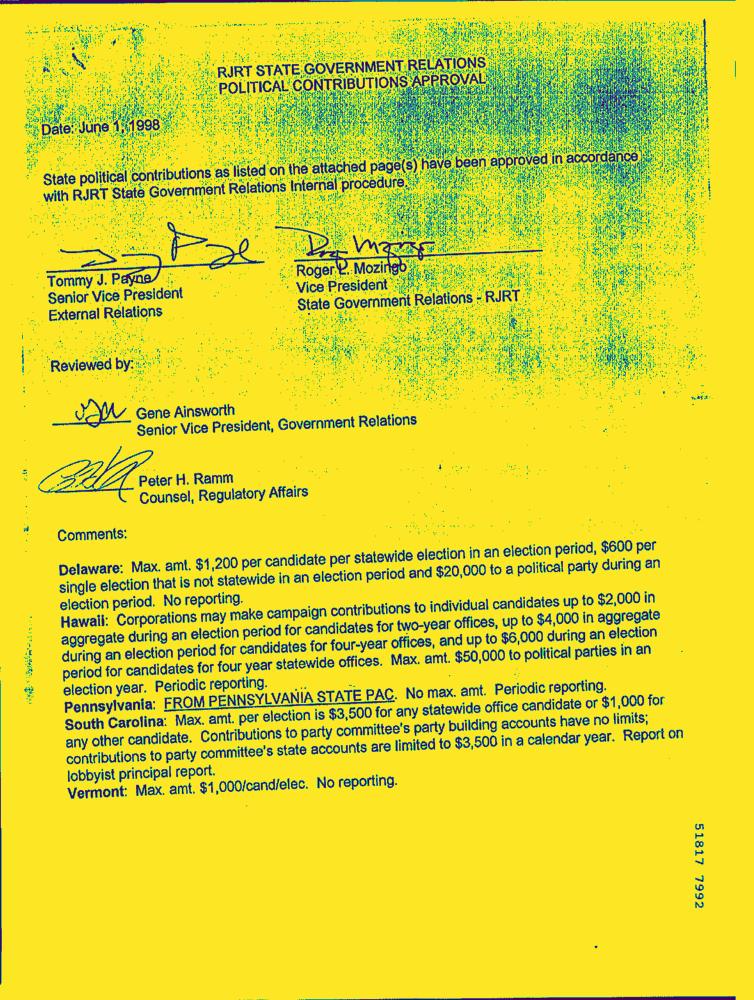 RJRT STATE GOVERNMENT RELATIONS
POLITICAL CONTRIBUTIONS APPROVAL
Date: June 1, 1998
State political contributions as listed on the attached page(s) have been approved in accordance
with RJRT State Government Relations Internal procedure.
Tommy J. Payne
Senior Vice President
External Relations
Roger L. Mozingo
Vice President
State Government Relations - RJRT
Reviewed by:
Gene Ainsworth
Senior Vice President, Government Relations
Peter H. Ramm
Counsel, Regulatory Affairs
Comments:
Delaware: Max. amt. $1,200 per candidate per statewide election in an election period, $600 per
single election that is not statewide in an election period and $20,000 to a political party during an
election period. No reporting.
Hawaii: Corporations may make campaign contributions to individual candidates up to $2,000 in
aggregate during an election period for candidates for two-year offices, up to $4,000 in aggregate
during an election period for candidates for four-year offices, and up to $6,000 during an election
period for candidates for four year statewide offices. Max. amt. $50,000 to political parties in an
election year. Periodic reporting.
Pennsylvania: FROM PENNSYLVANIA STATE PAC. No max. amt. Periodic reporting.
South Carolina: Max. amt. per election is $3,500 for any statewide office candidate or $1,000 for
any other candidate. Contributions to party committee's party building accounts have no limits;
contributions to party committee's state accounts are limited to $3,500 in a calendar year. Report on
lobbyist principal report.
Vermont: Max. amt. $1,000/cand/elec. No reporting.
51817 7992